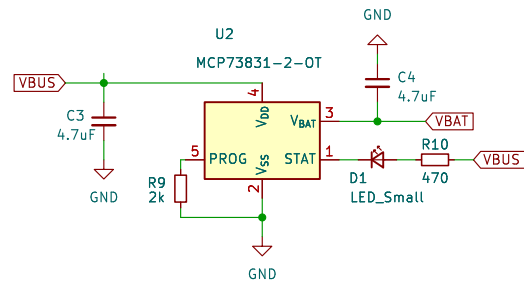 GND
U2
MCP73831-2-OT
VBUS
4
C4
4.7uF
C3
4.7uF
VDD
VBAT
3
VBAT
GND
5
PROG
STAT
1
R10
470
VBUS
R9
2k
VSS
2
D1
LED_Small
GND